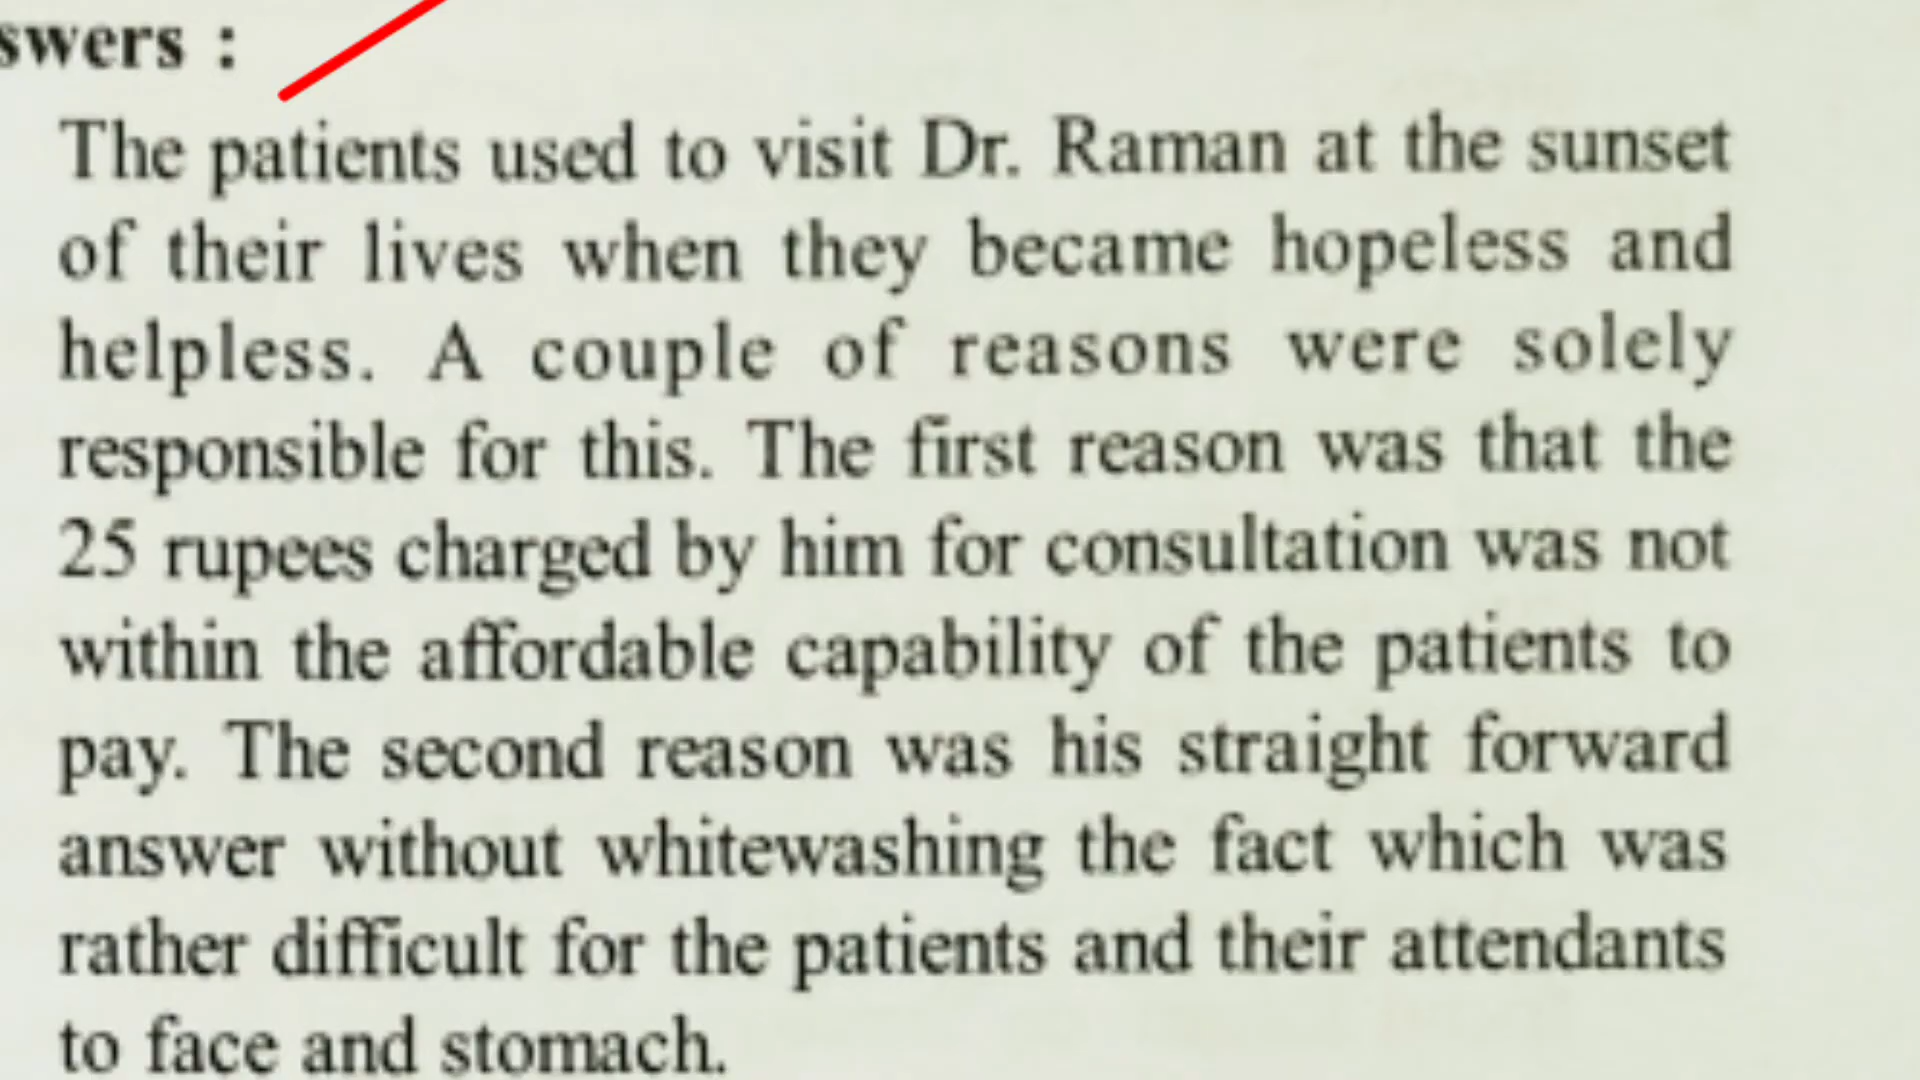 swers :
The patients used to visit Dr. Raman at the sunset
of their lives when they became hopeless and
helpless. A couple of reasons were solely
responsible for this. The first reason was that the
25 rupees charged by him for consultation was not
within the affordable capability of the patients to
pay. The second reason was his straight forward
answer without whitewashing the fact which was
rather difficult for the patients and their attendants
to face and stomach.